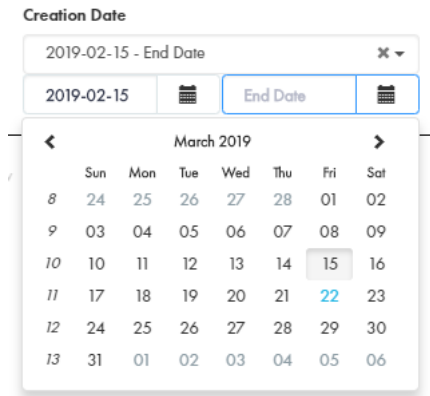 Creation Date
2019-02-15 - End Date
2019-02-15 End Date
March 2019
Sun Mon Tue Wed Thu Fri Sat
8 24 25 26 27 28 01 02
9 03 04 05 06 07 08 09
10 10 11 12 13 14 15 16
11 17 18 19 20 21 22 23
12 24 25 26 27 28 29 30
13 31 01 02 03 04 05 06